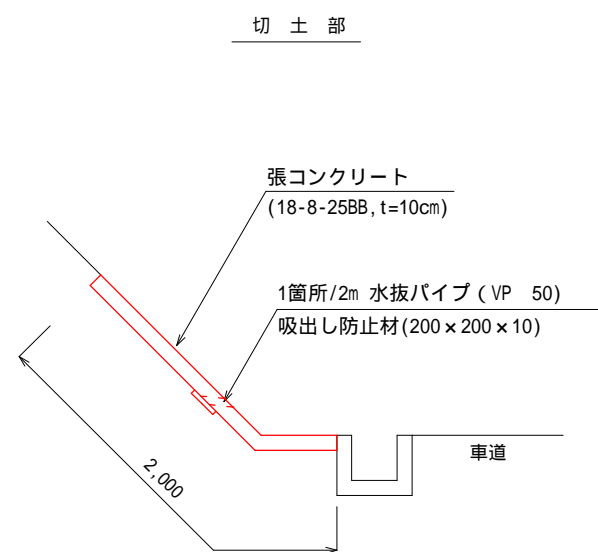 切 土 部
張コンクリート
(18-8-25BB,t=10cm)
1箇所/2m 水抜パイプ(VP 50)
吸出し防止材(200×200×10)
車道
2,000